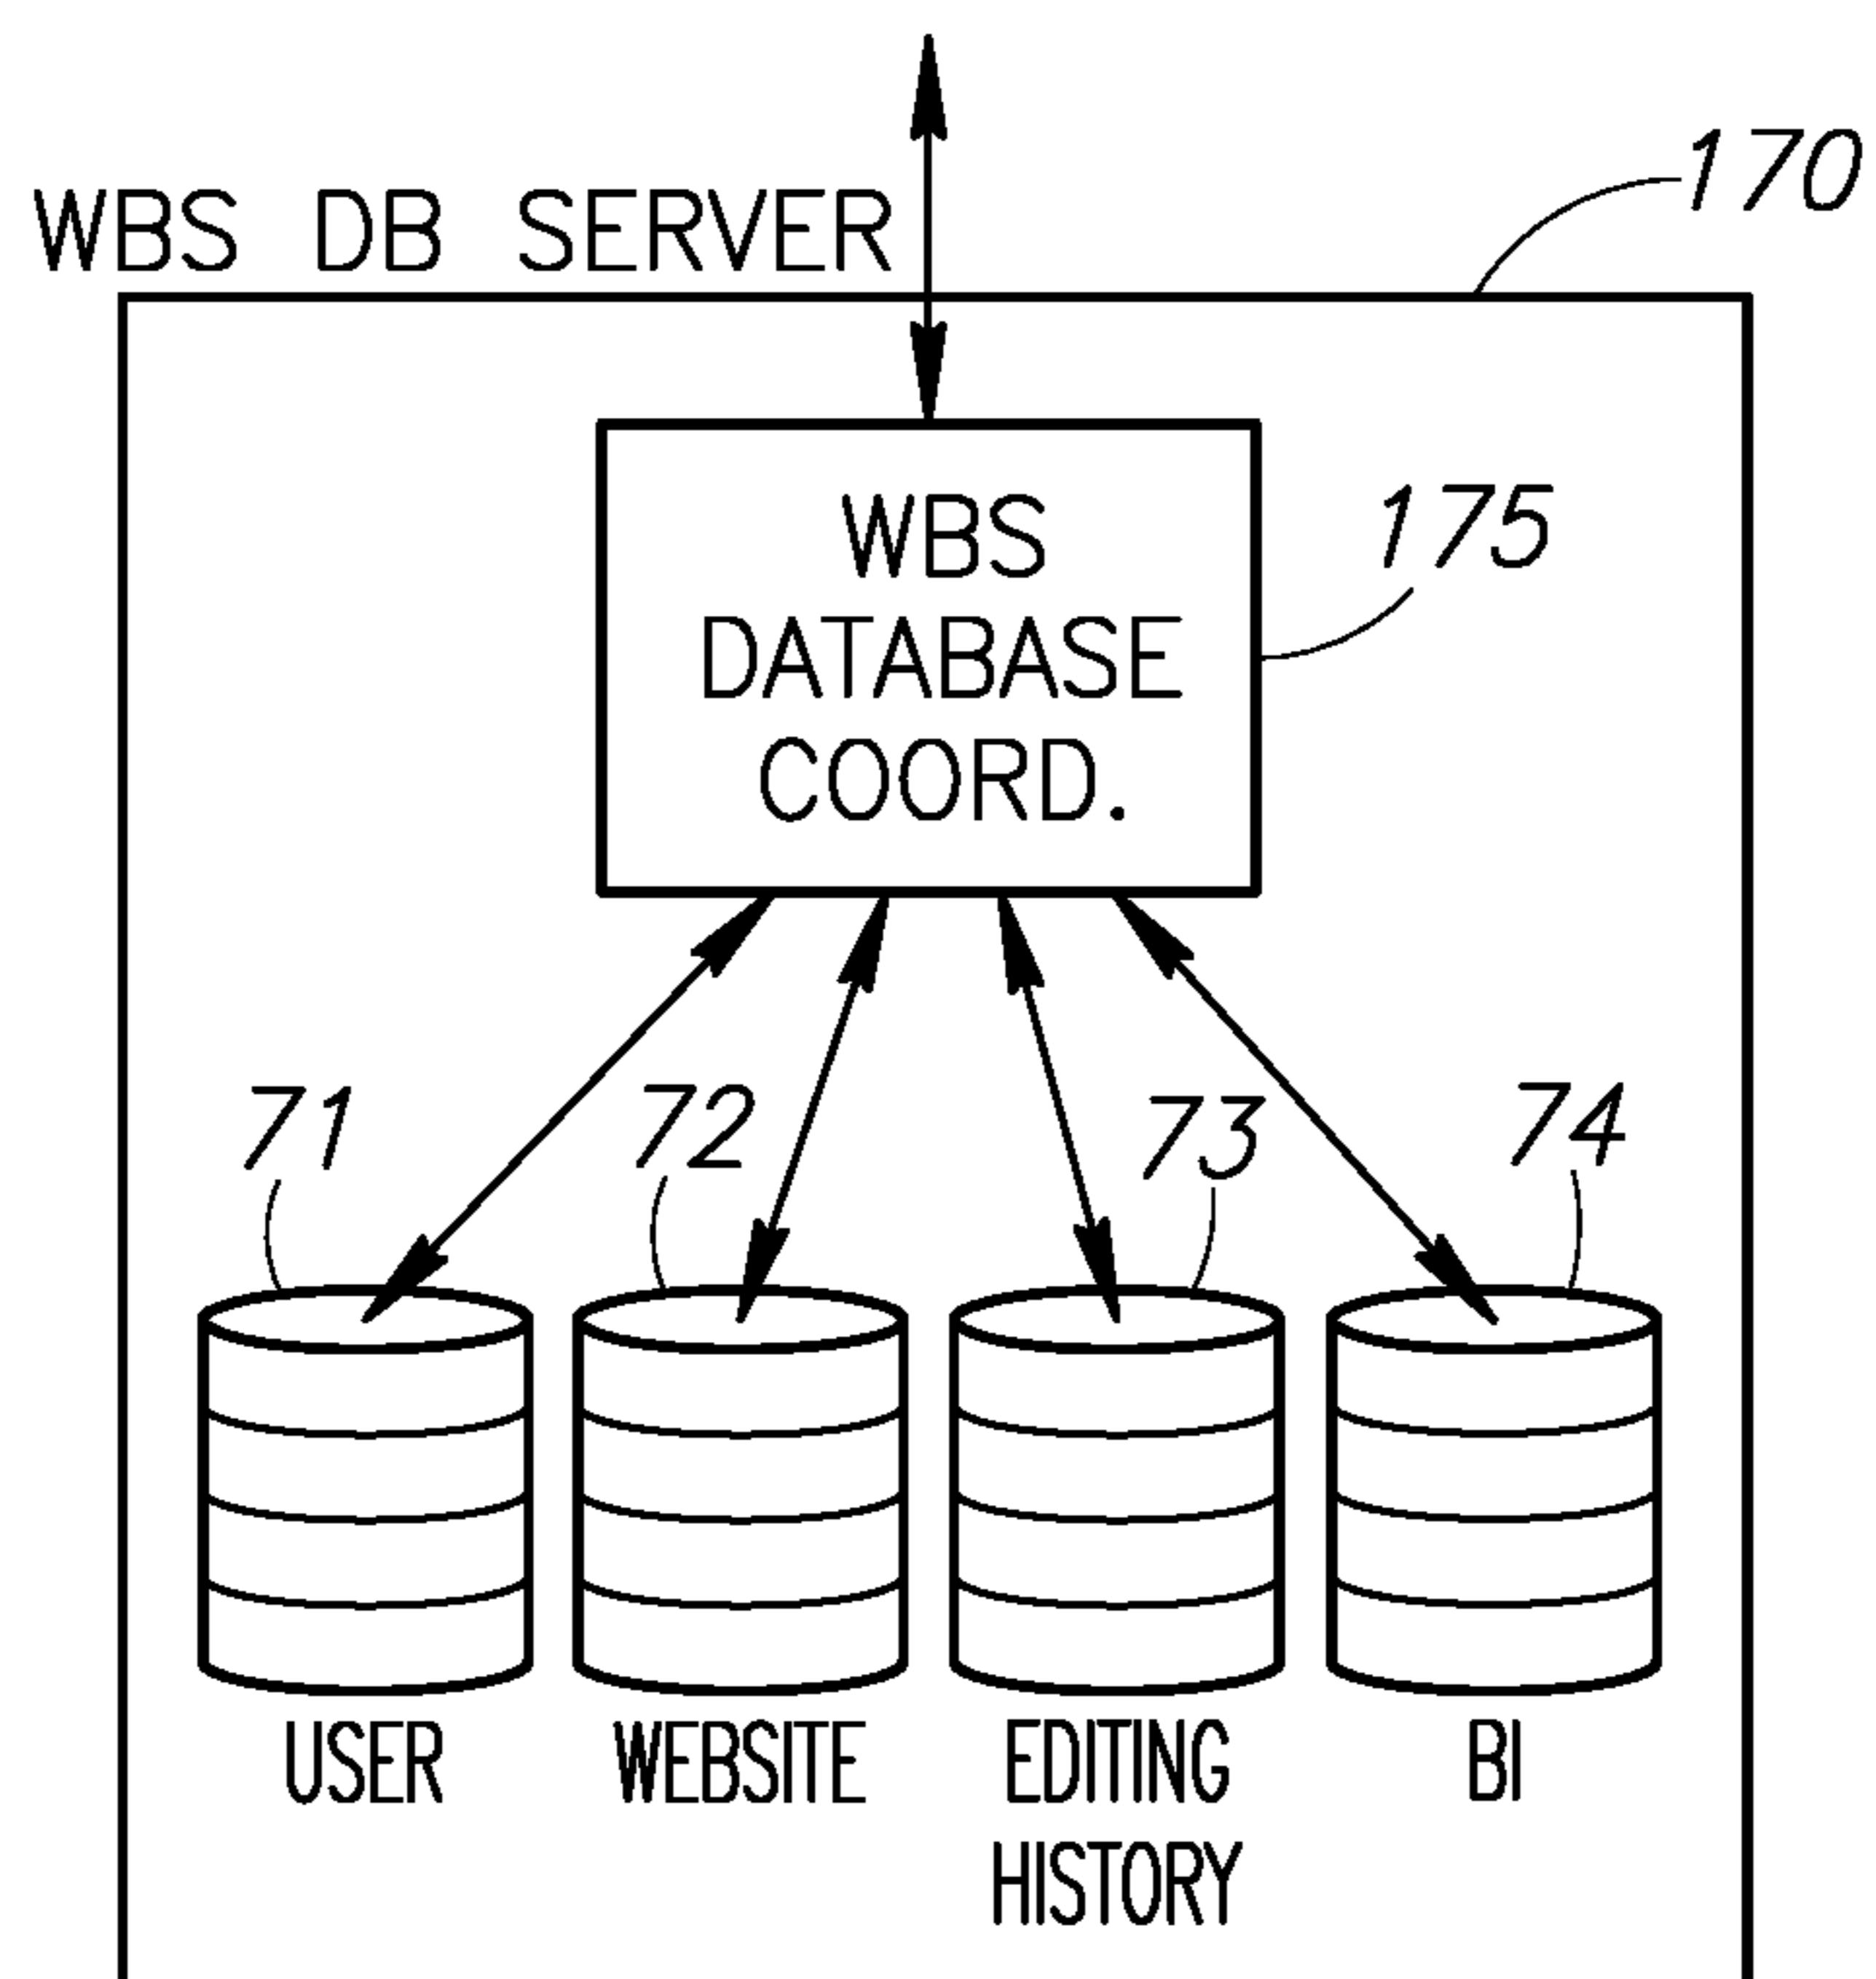 170
WBS DB SERVER
WBS
DATABASE
COORD.
175
71
72
73
74
USER
WEBSITE
EDITING
HISTORY
BI